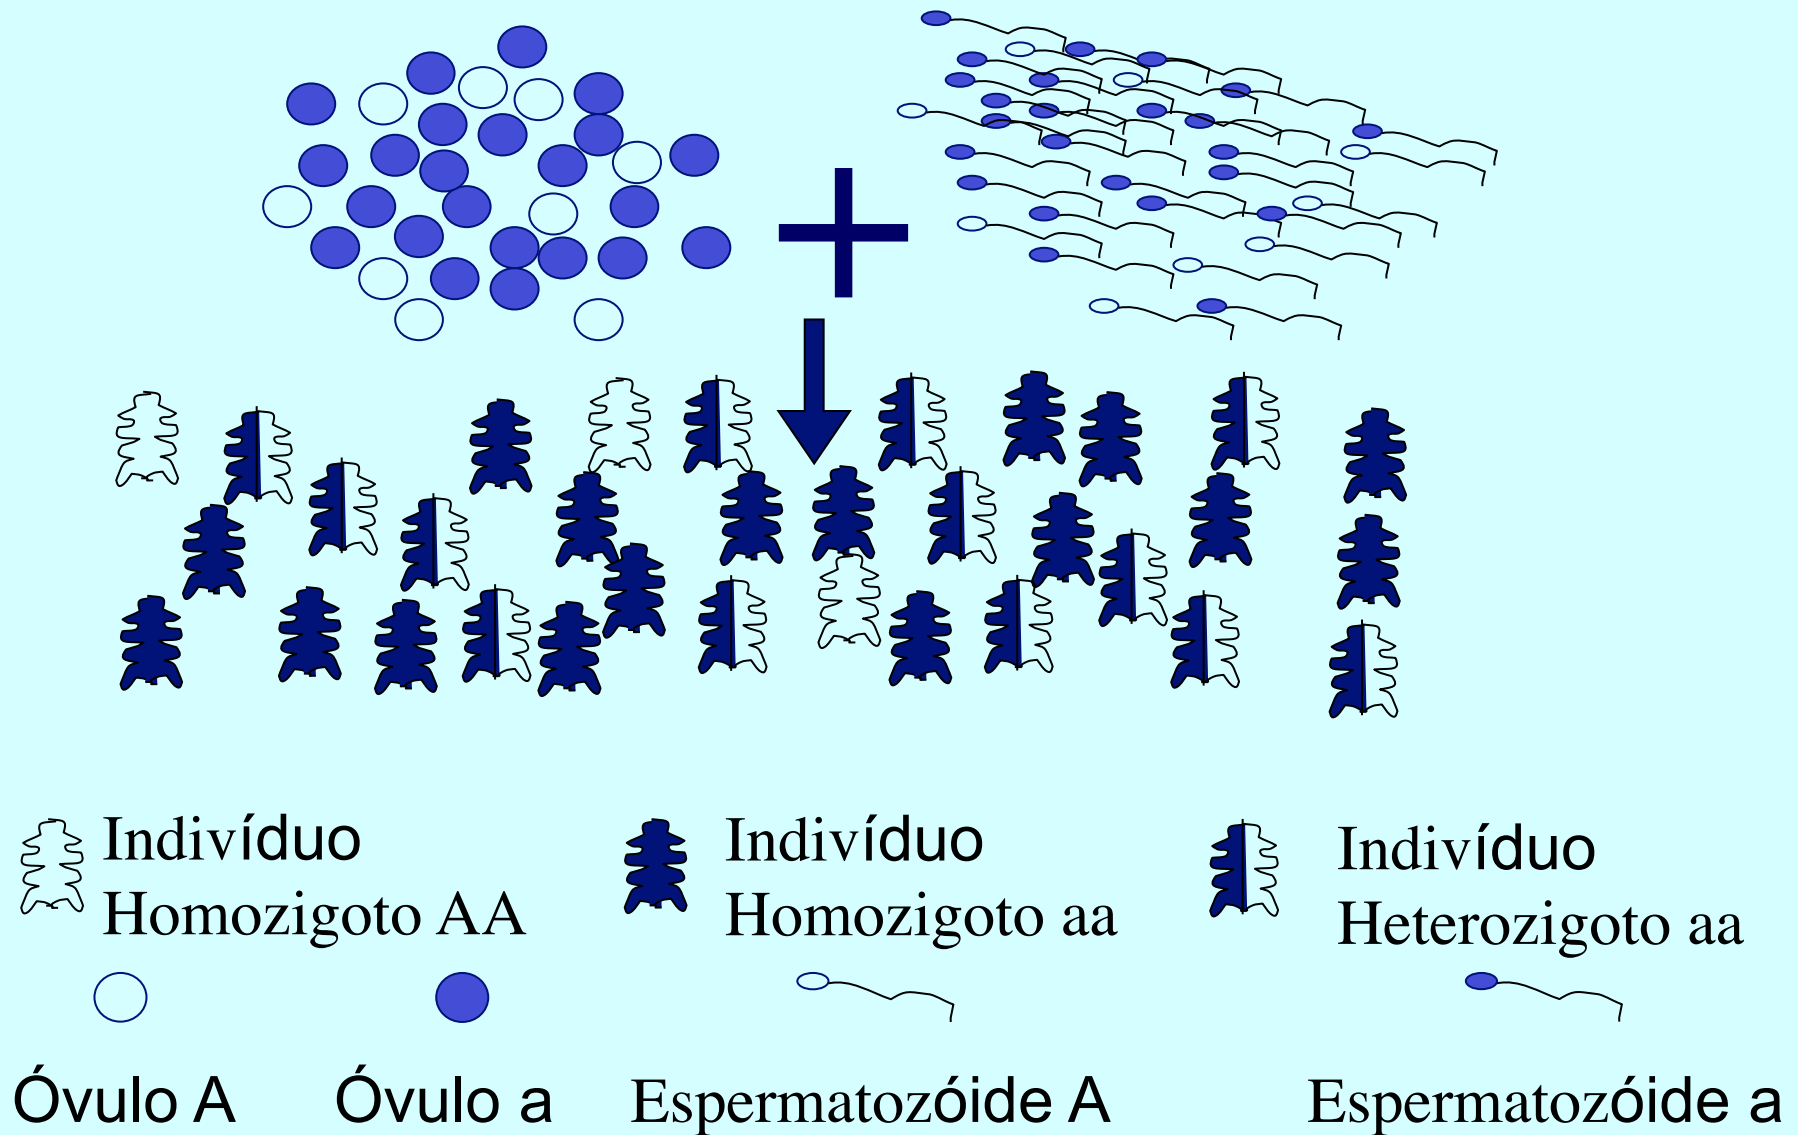 Indivíduo
Homozigoto AA
Indivíduo
Homozigoto aa
Indivíduo
Heterozigoto aa
Óvulo A
Óvulo a
Espermatozóide A
Espermatozóide a